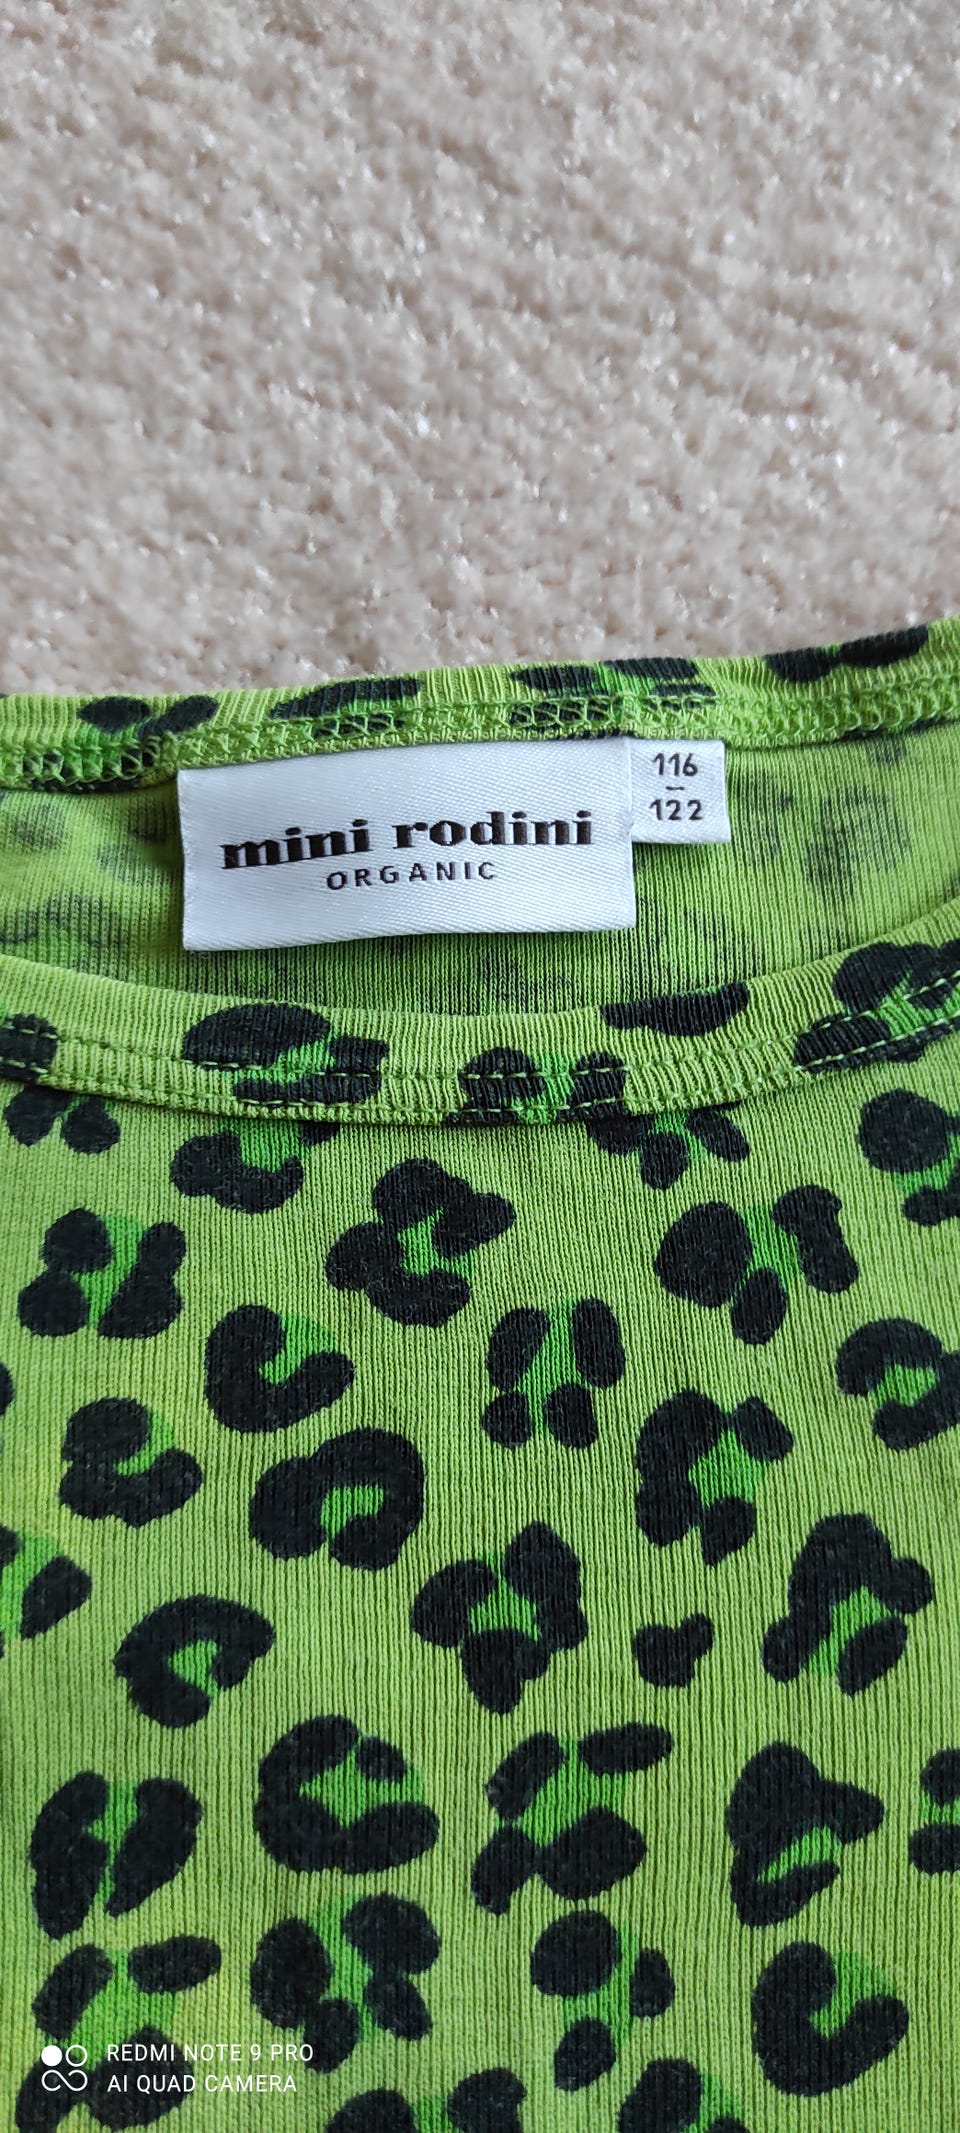 mini rodini
ORGANIC
116
–
122
REDMI NOTE 9 PRO
AI QUAD CAMERA